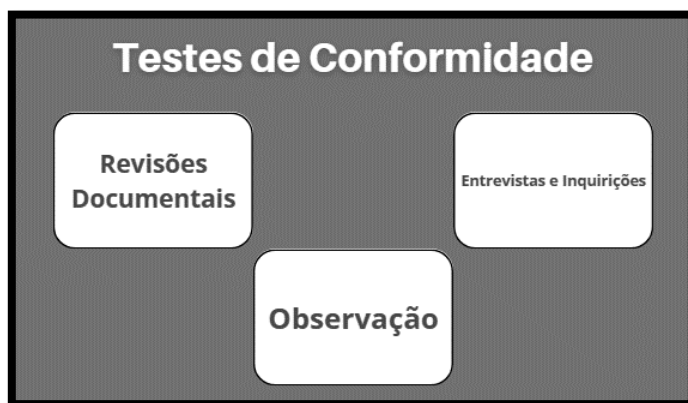 Testes de Conformidade
Revisões
Documentais
Entrevistas e Inquirições
Observação